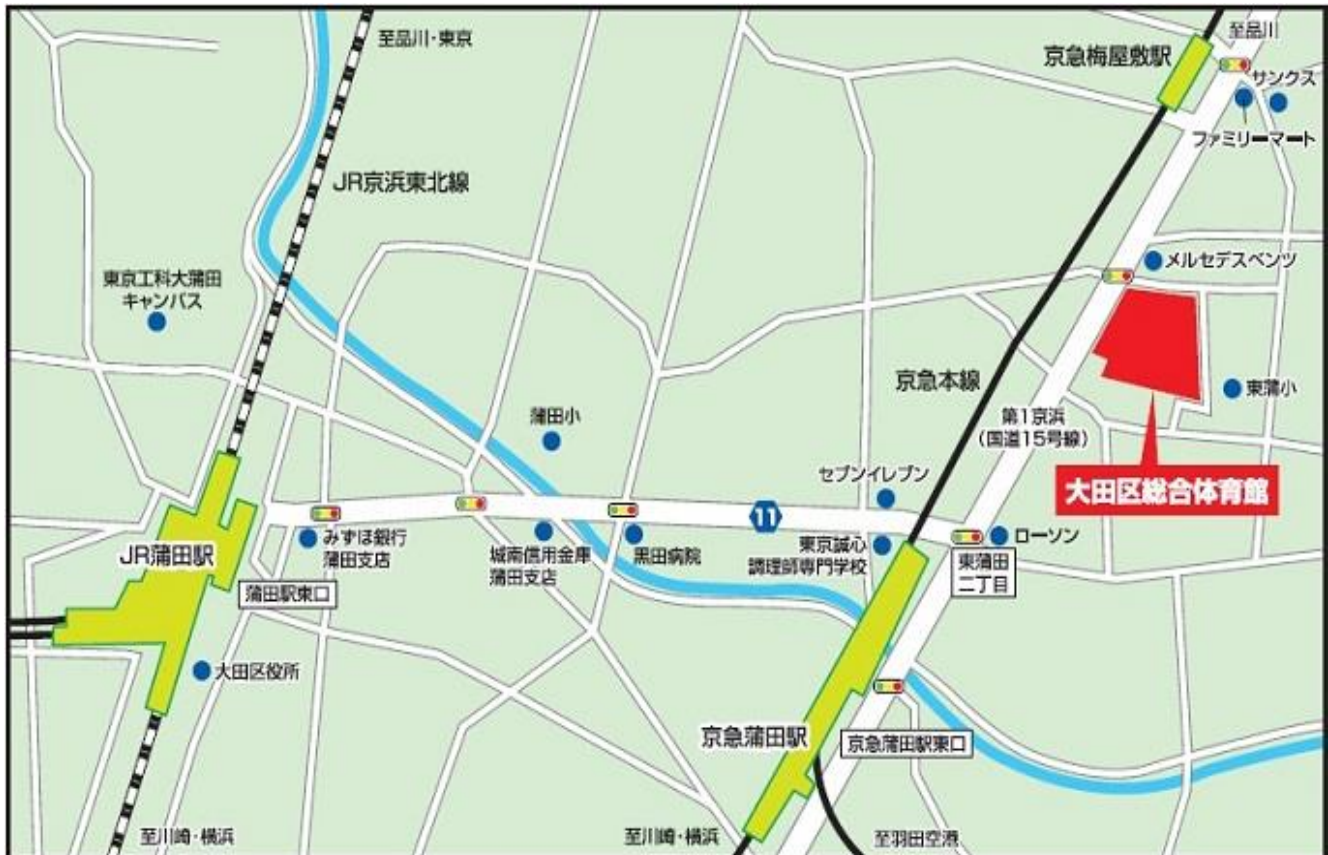 至品川・東京
至品川
京急梅屋敷駅
サンクス
ファミリーマート
JR京浜東北線
メルセデスベンツ
東京工科大蒲田
キャンパス
京急本線
東蒲小
第1京浜
（国道15号線）
蒲田小
セブンイレブン
大田区総合体育館
11
みずほ銀行
蒲田支店
城南信用金庫
蒲田支店
黒田病院
東京誠心
調理師専門学校
ローソン
東蒲田
二丁目
JR蒲田駅
蒲田駅東口
大田区役所
京急蒲田駅
京急蒲田駅東口
至川崎・横浜
至川崎・横浜
至羽田空港